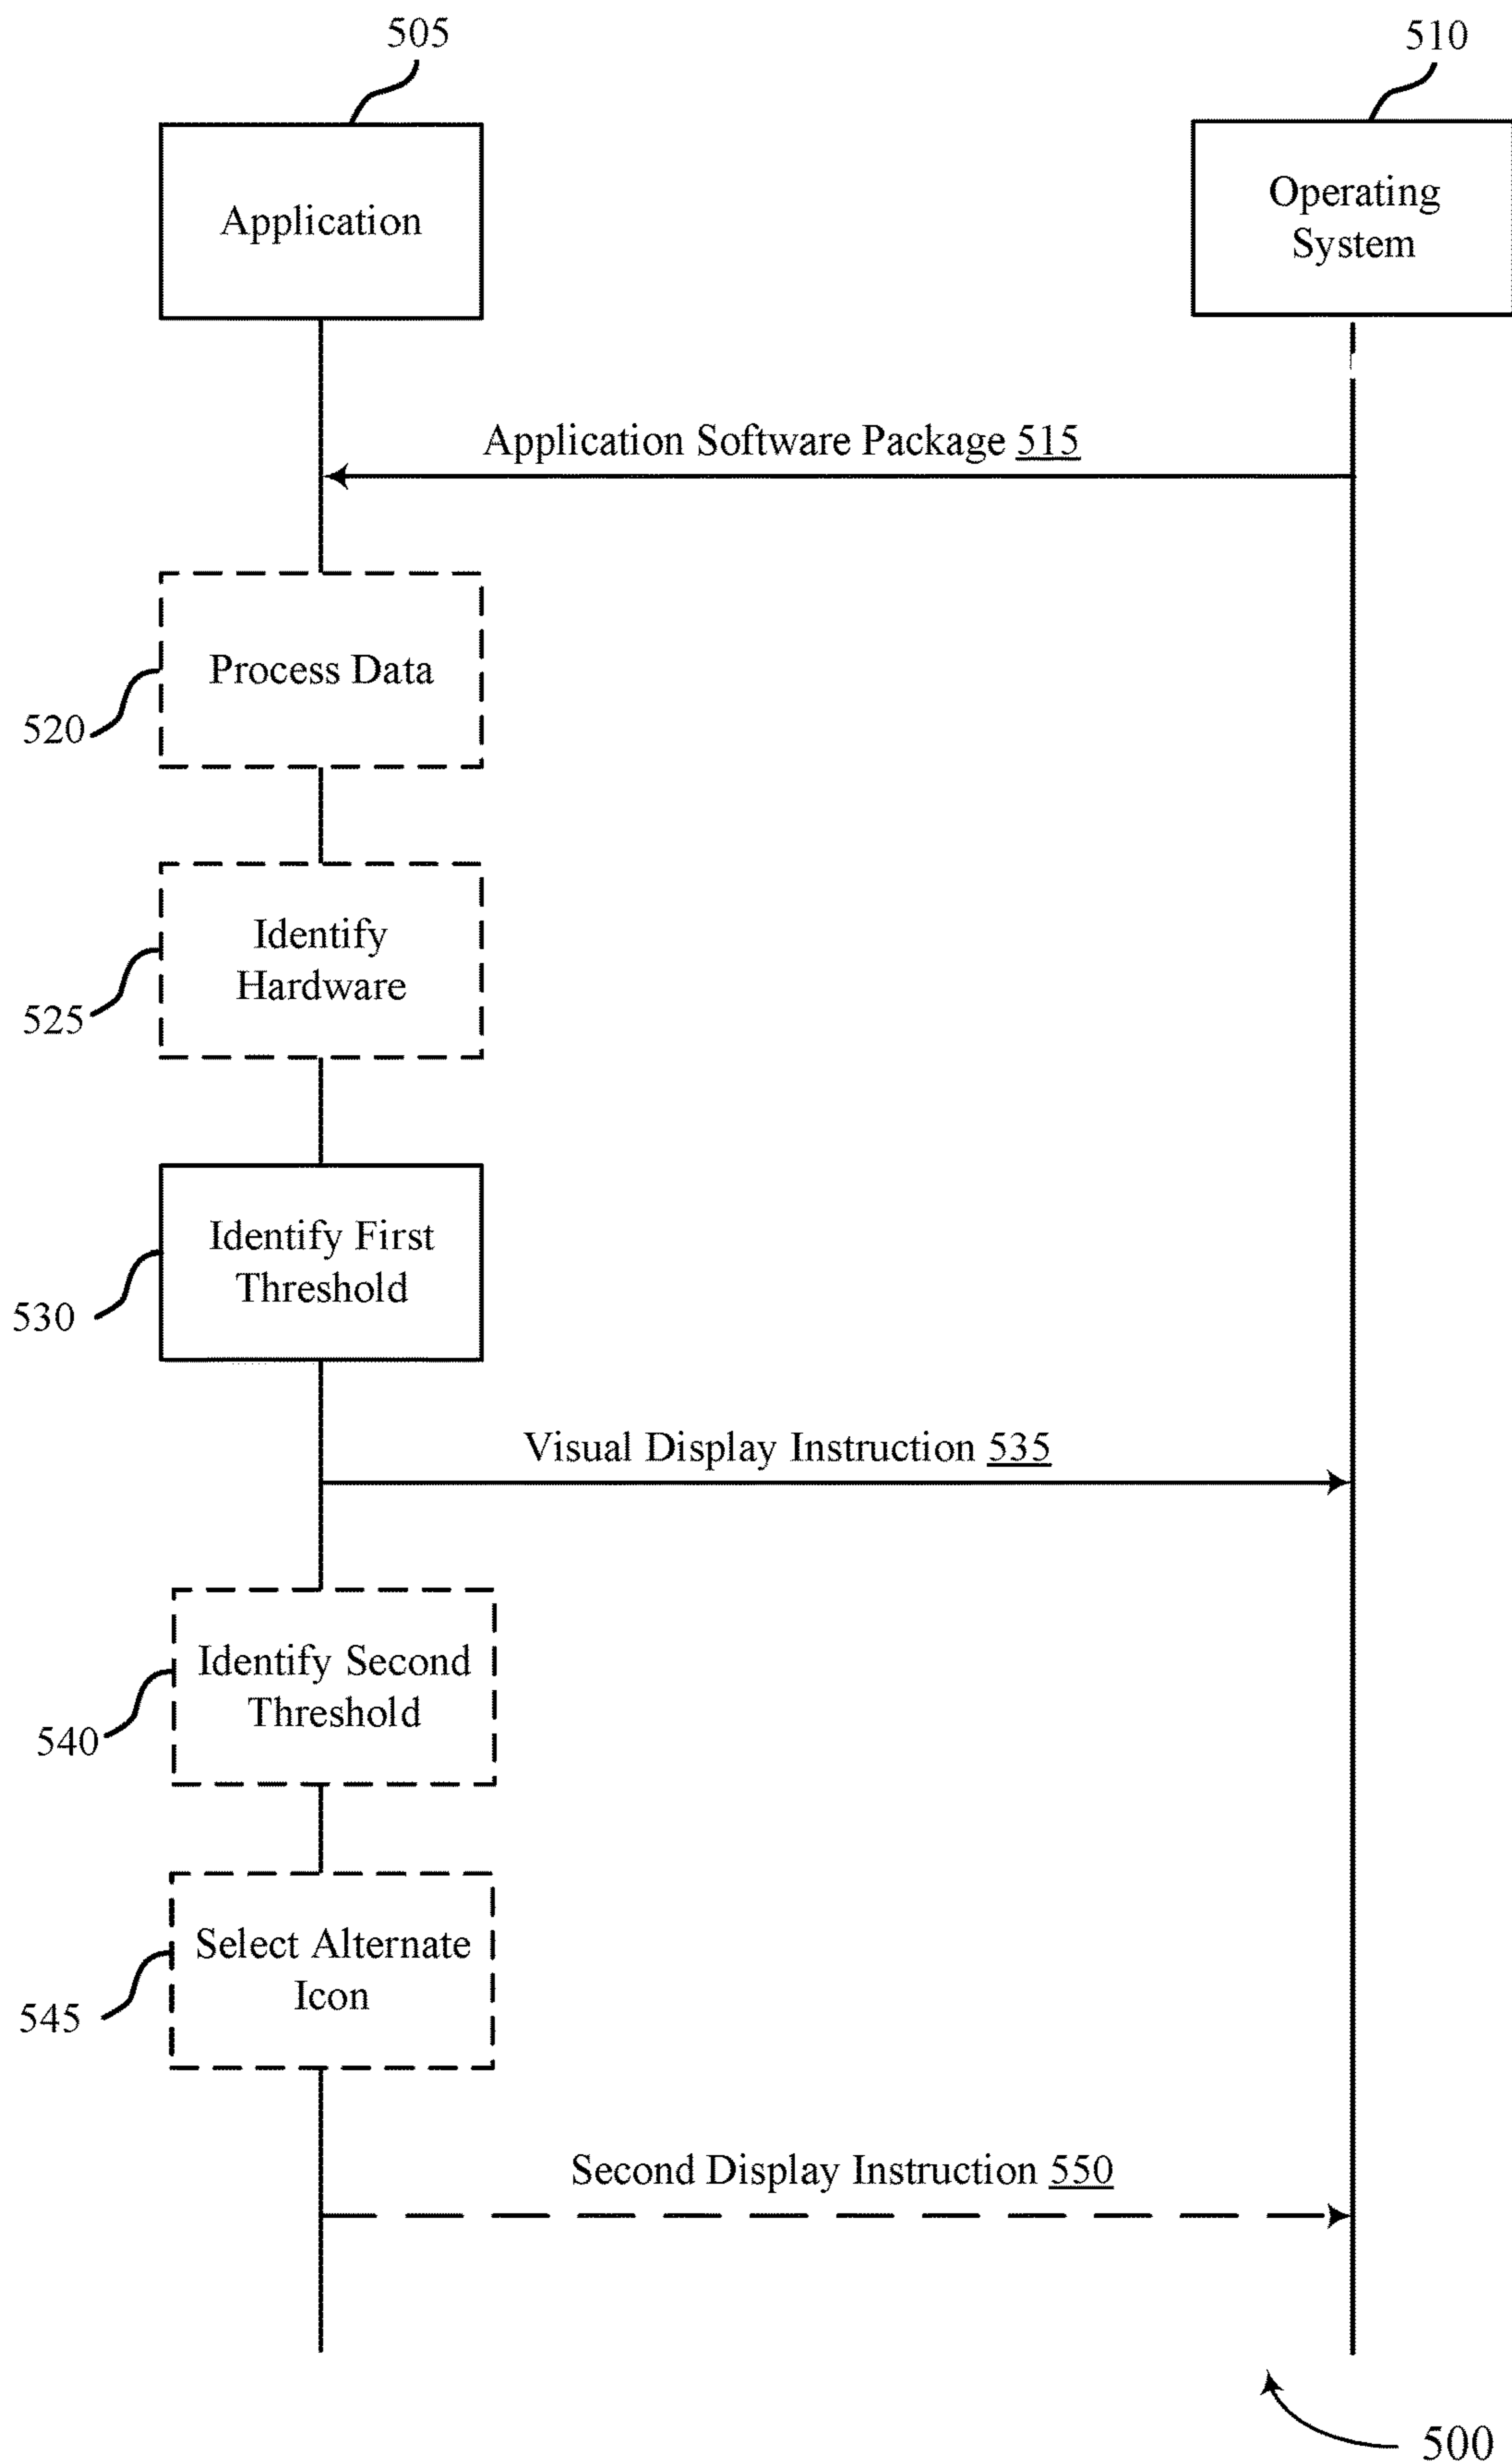 505
510
Application
Operating
System
Application Software Package 515
Process Data
520
Identify
Hardware
525
Identify First
Threshold
530
Visual Display Instruction 535
Identify Second
Threshold
540
Select Alternate
Icon
545
Second Display Instruction 550
500